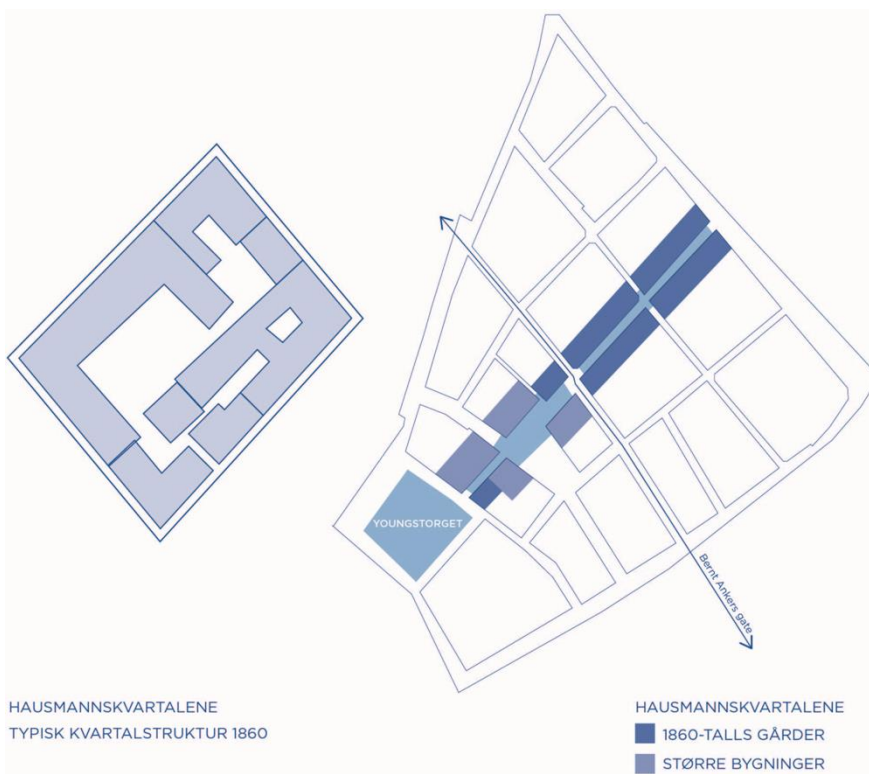 YOUNGSTORGET
Bernt Ankers gate
HAUSMANNSKVARTALENE
TYPISK KVARTALSTRUKTUR 1860
HAUSMANNSKVARTALENE
1860-TALLS GÅRDER
STØRRE BYGNINGER